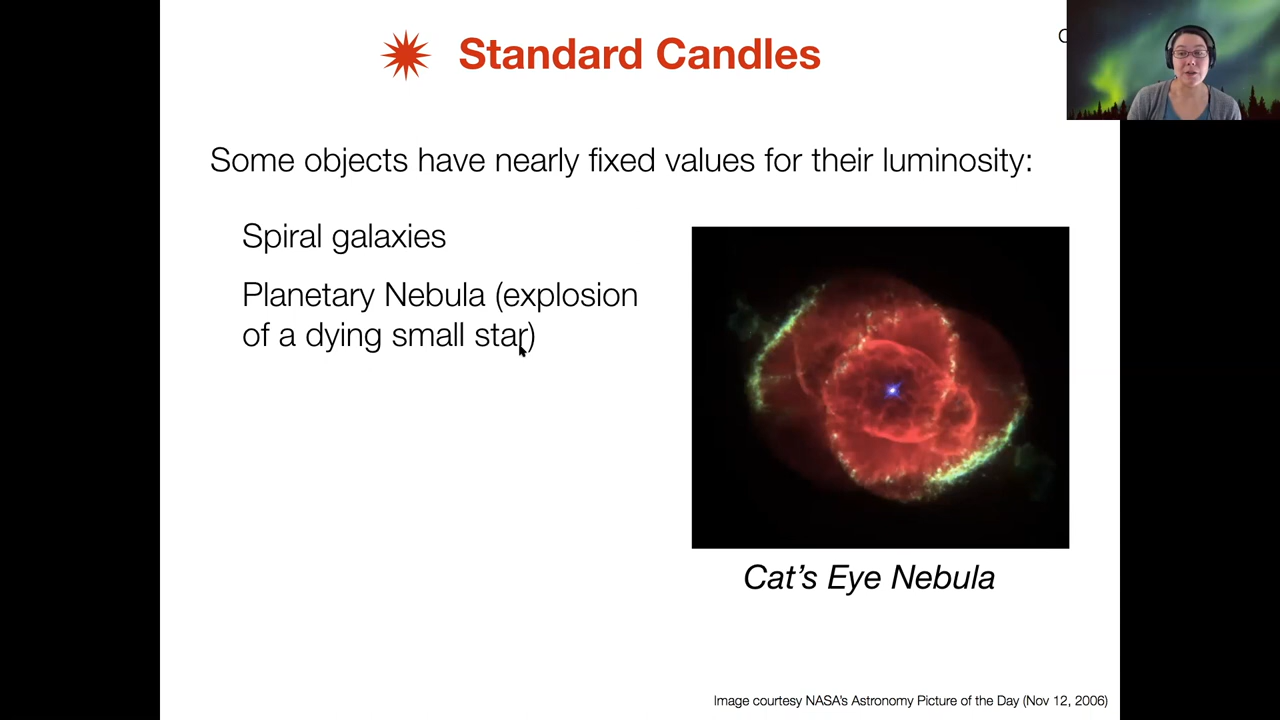 Standard Candles
Some objects have nearly fixed values for their luminosity:
Spiral galaxies
Planetary Nebula (explosion
of a dying small star)
Cat's Eye Nebula
Image courtesy NASA's Astronomy Picture of the Day (Nov 12, 2006)